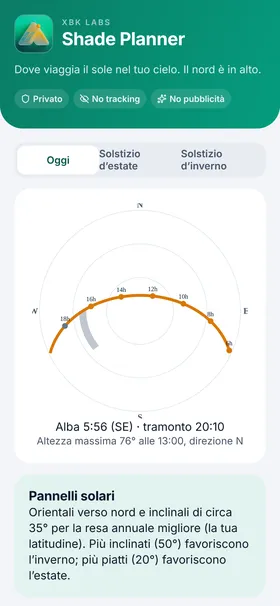 XBK LABS
Shade Planner
Dove viaggia il sole nel tuo cielo. Il nord è in alto.
Privato
No tracking
No pubblicità
Oggi
Solstizio d'estate
Solstizio d'inverno
N
12h
14h
10h
16h
8h
18h
6h
E
S
Alba 5:56 (SE) · tramonto 20:10
Altezza massima 76° alle 13:00, direzione N
Pannelli solari
Orientali verso nord e inclinali di circa
35° per la resa annuale migliore (la tua
latitudine). Più inclinati (50°) favoriscono
l'inverno; più piatti (20°) favoriscono
l'estate.